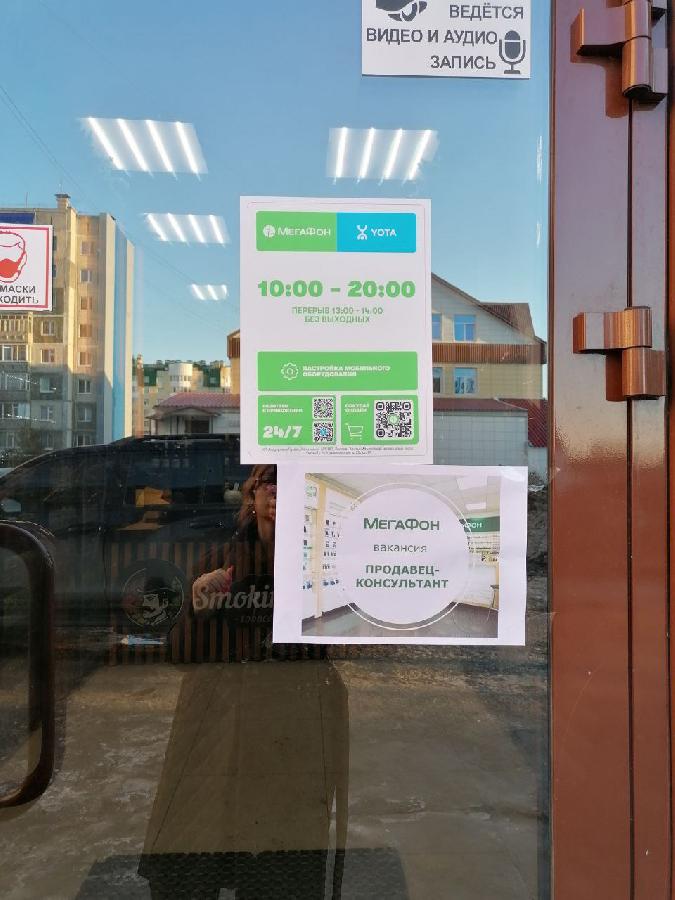 ВЕДЁТСЯ
ВИДЕО И АУДИО
ЗАПИСЬ
МАСКИ
ХОДИТЬ
МЕГАФОН
YOTA
10:00 – 20:00
ПЕРЕРЫВ 13:00 - 14:00
БЕЗ ВЫХОДНЫХ
НАСТРОЙКА МОБИЛЬНОГО
ОБОРУДОВАНИЯ
24/7
МЕГАФОН
вакансия
ПРОДАВЕЦ-
КОНСУЛЬТАНТ
Smokin